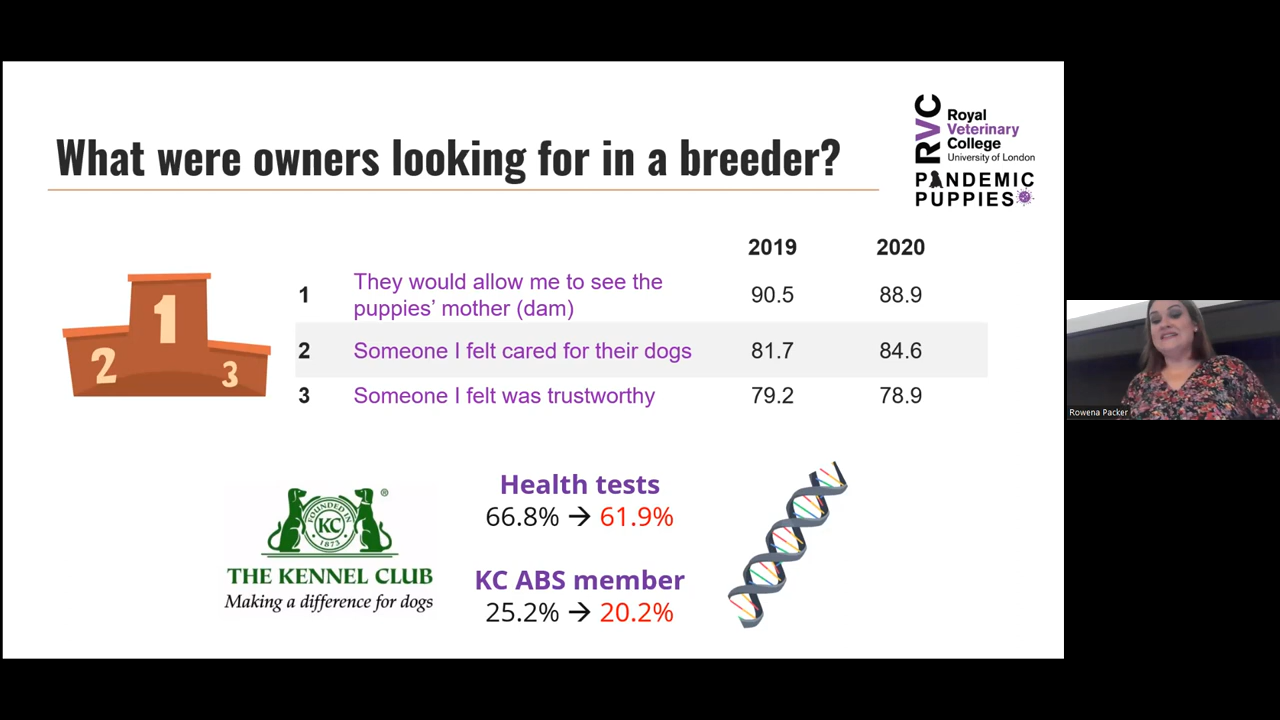 What were owners looking for in a breeder?
RVC
Royal
Veterinary
College
University of London
PANDEMIC
PUPPIES
2019 2020
1 They would allow me to see the
puppies' mother (dam) 90.5 88.9
2 Someone I felt cared for their dogs 81.7 84.6
3 Someone I felt was trustworthy 79.2 78.9
1
2
3
FOUNDED IN
KC
1873
®
THE KENNEL CLUB
Making a difference for dogs
Health tests
66.8% → 61.9%
KC ABS member
25.2% → 20.2%
Rowena Packer